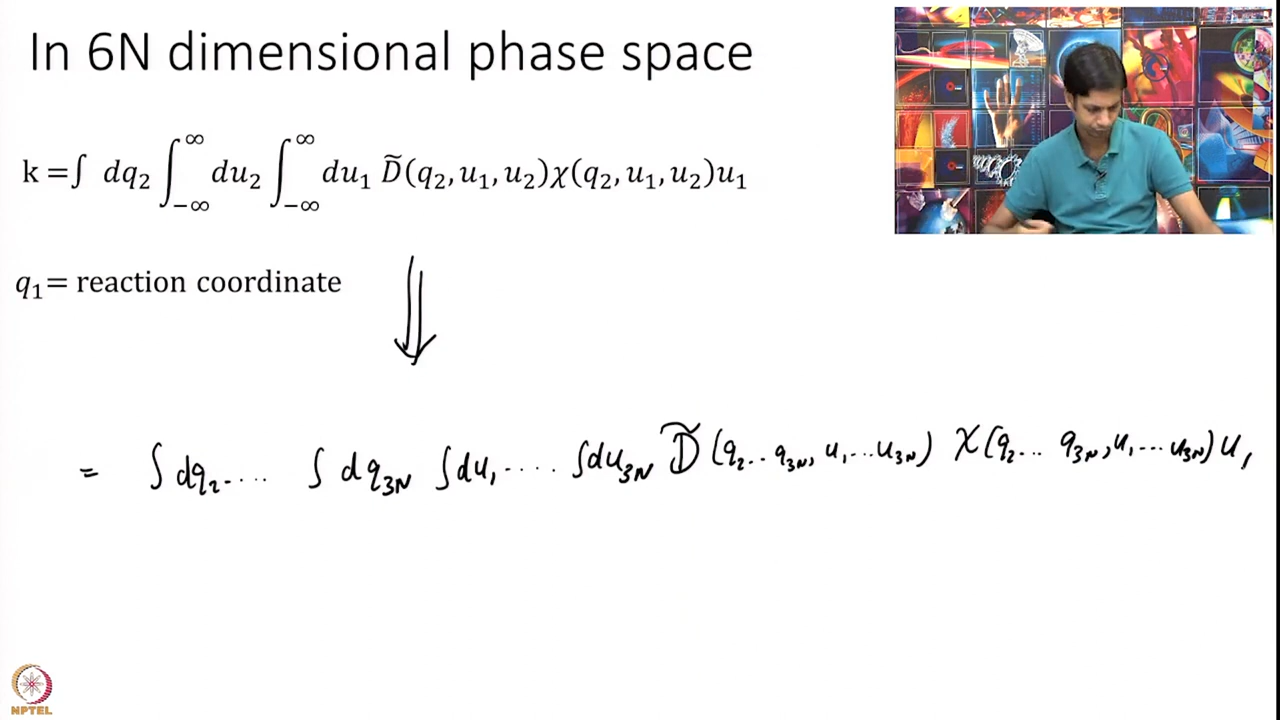 In 6N dimensional phase space
k =∫ dq₂ ∫₋∞^∞ du₂ ∫₋∞^∞ du₁ D̃(q₂, u₁, u₂)χ(q₂, u₁, u₂)u₁
q₁= reaction coordinate
= ∫ dq₂.... ∫ dq₃N ∫du₁ ..... ∫du₃N D̃ (q₂.. q₃N, u₁...u₃N) χ(q₂... q₃N, u₁...u₃N) u₁
NPTEL